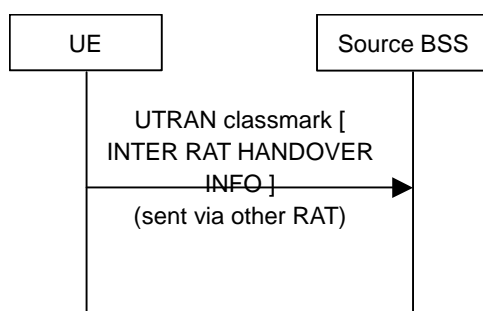 UE
Source BSS
UTRAN classmark [
INTER RAT HANDOVER
INFO ]
(sent via other RAT)